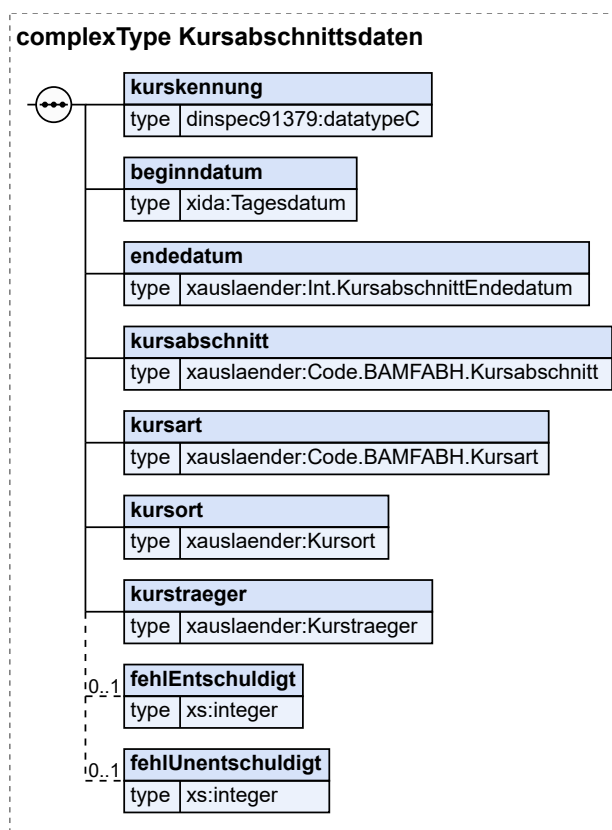 complexType Kursabschnittsdaten
kurskennung
type dinspec91379:datatypeC
beginndatum
type xida:Tagesdatum
endedatum
type xauslaender:Int.KursabschnittEndedatum
kursabschnitt
type xauslaender:Code.BAMFABH.Kursabschnitt
kursart
type xauslaender:Code.BAMFABH.Kursart
kursort
type xauslaender:Kursort
kurstraeger
type xauslaender:Kurstraeger
0..1 fehlEntschuldigt
type xs:integer
0..1 fehlUnentschuldigt
type xs:integer